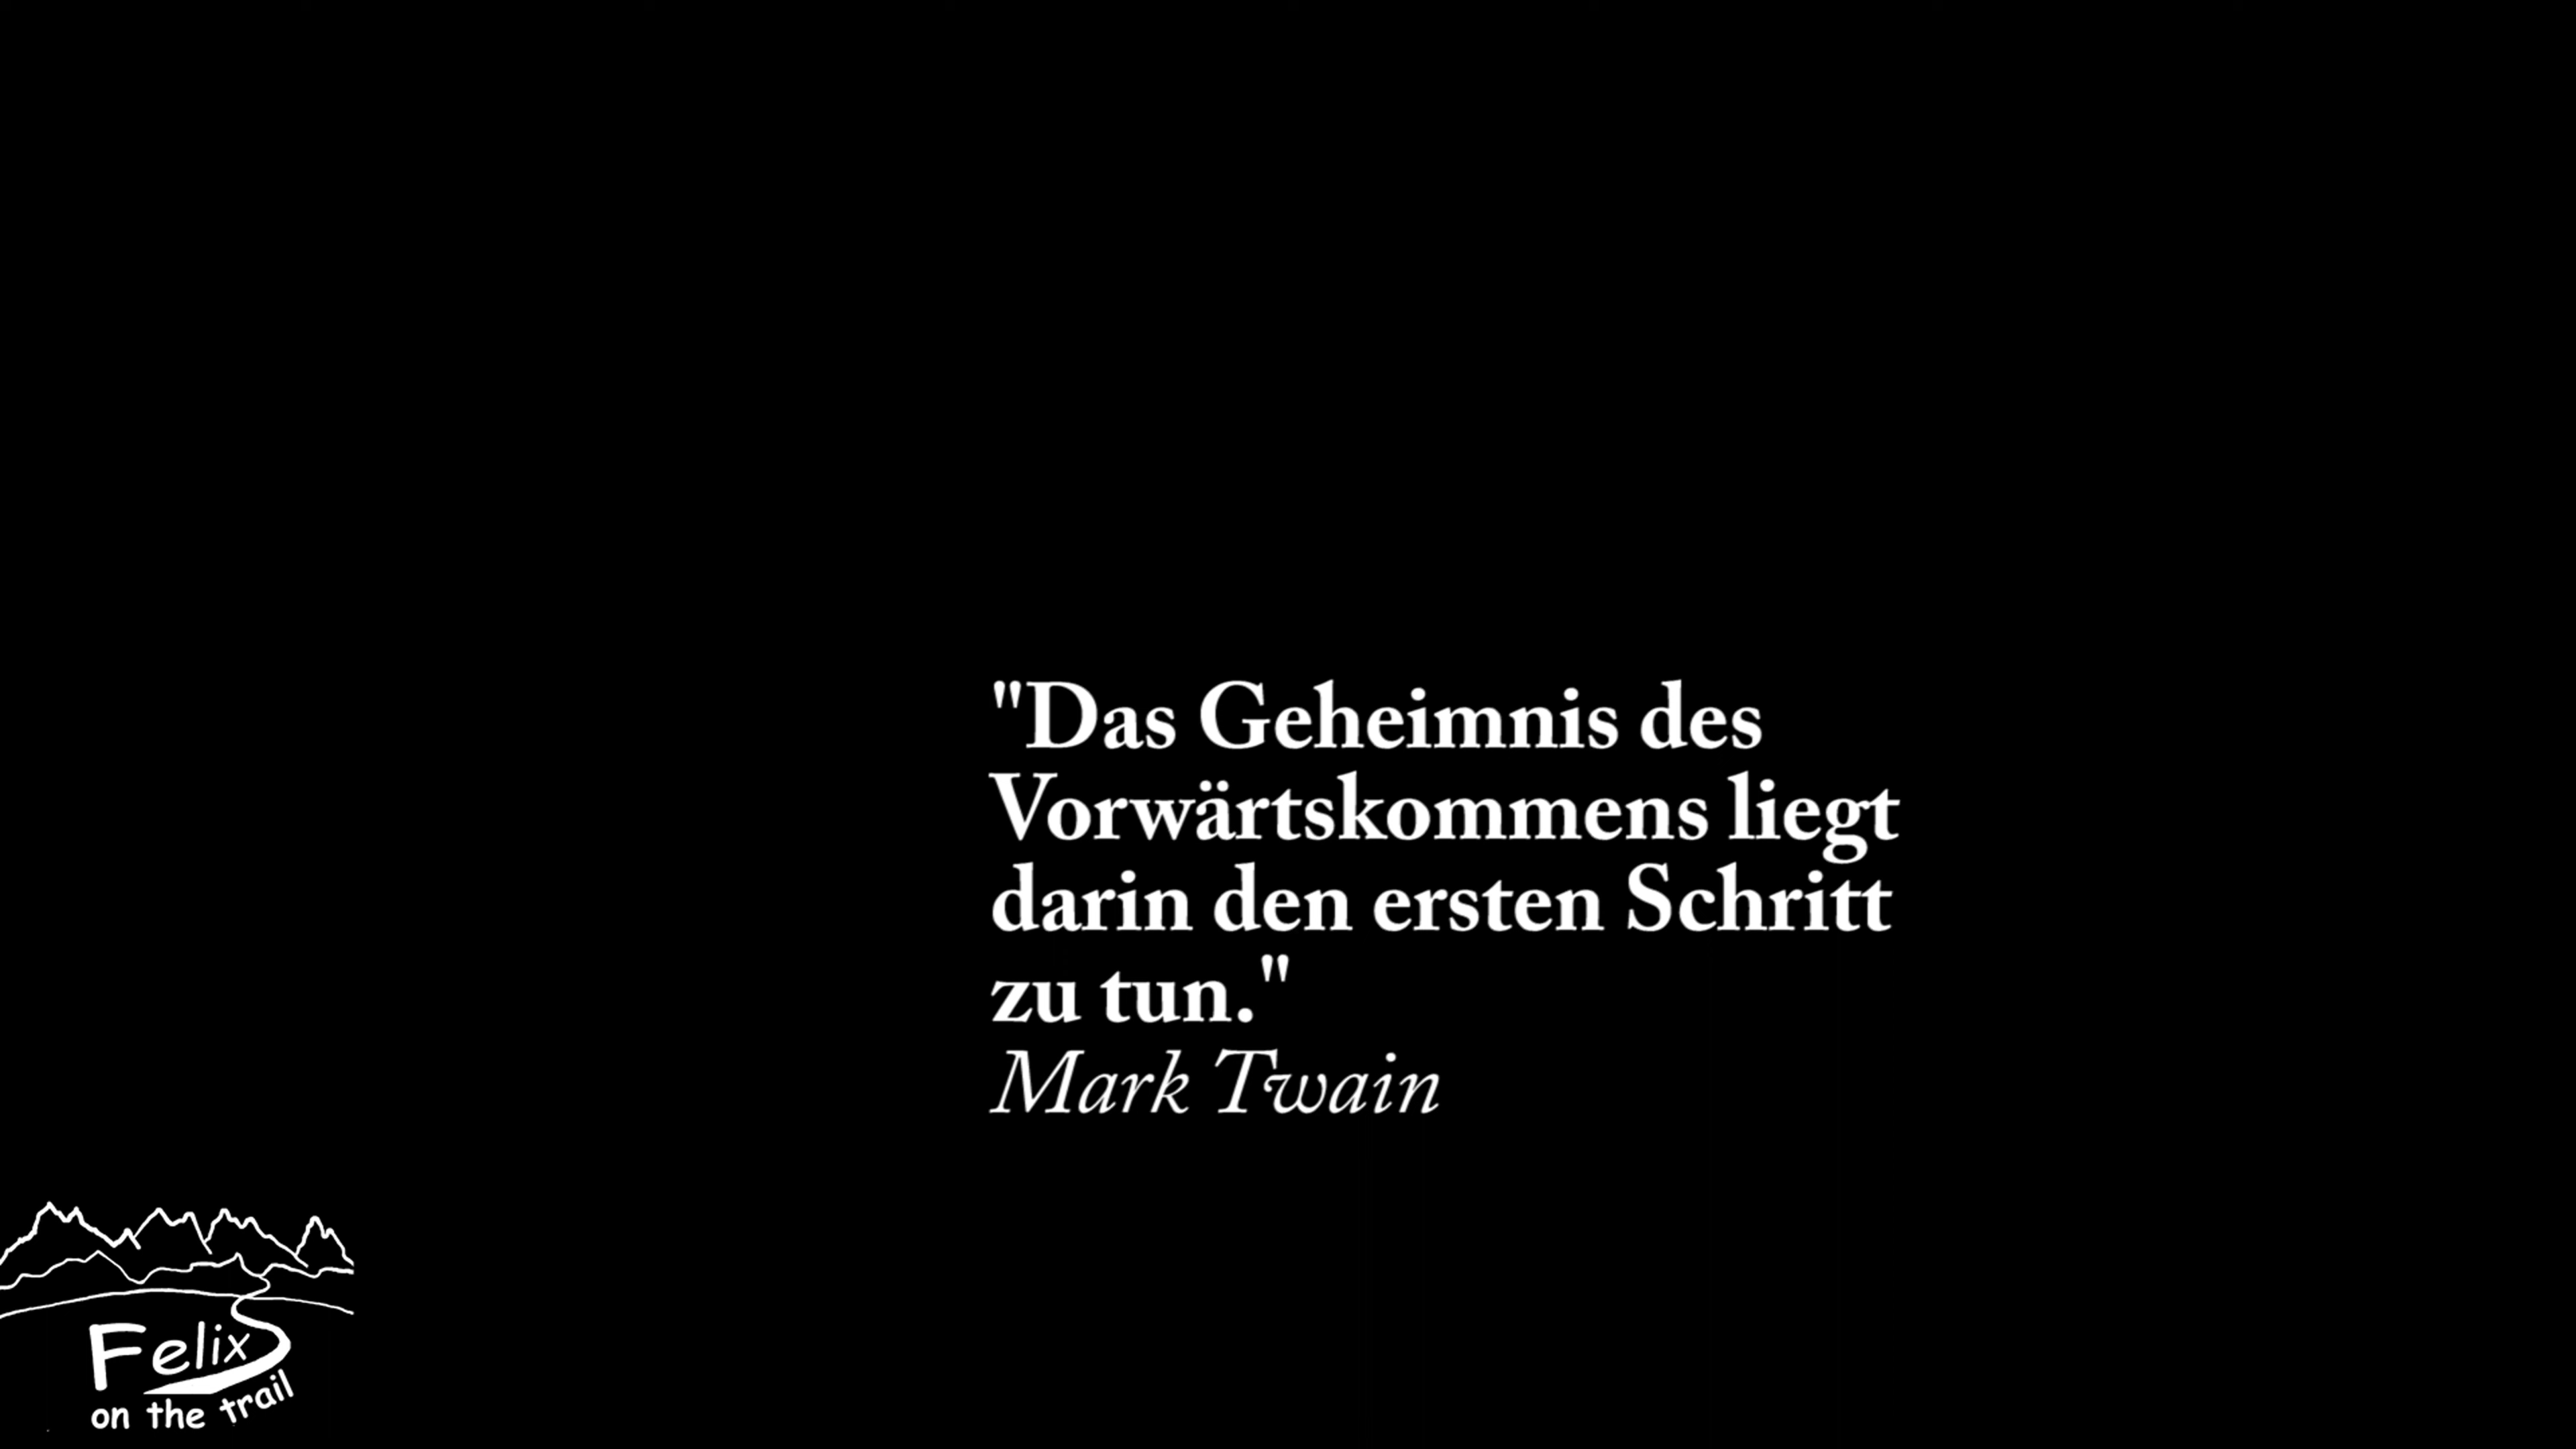 "Das Geheimnis des
Vorwärtskommens liegt
darin den ersten Schritt
zu tun."
Mark Twain
Felix
on the trail